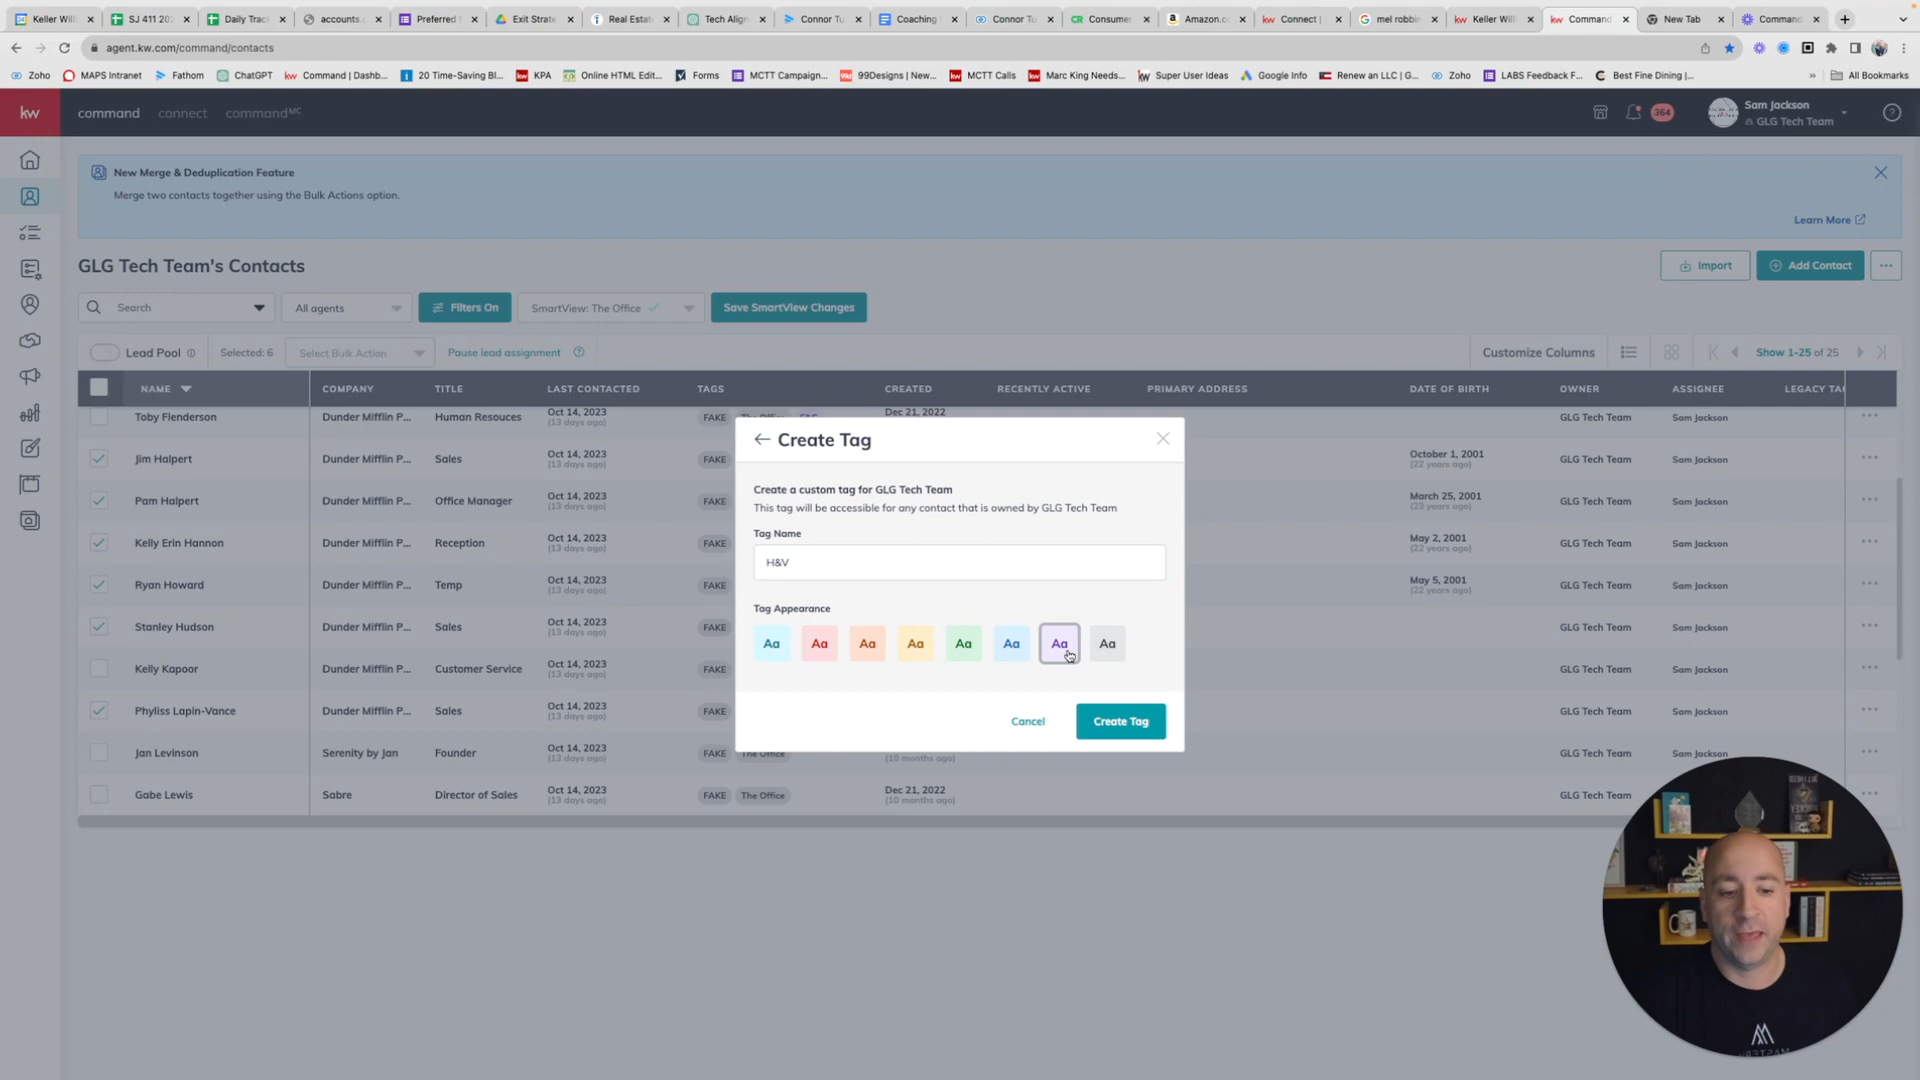 Keller Willi
SJ 411 202
Daily Track
accounts.c
Preferred
Exit Strate
Real Estat
Tech Align
Connor Tu
Coaching
Connor Tu
Consumer
Amazon.c
Connect |
mel robbin
Keller Willi
Command
New Tab
Command
agent.kw.com/command/contacts
Zoho
MAPS Intranet
Fathom
ChatGPT
Command | Dashb...
20 Time-Saving Bl...
KPA
Online HTML Edit...
Forms
MCTT Campaign...
99Designs | New...
MCTT Calls
Marc King Needs...
Super User Ideas
Google Info
Renew an LLC | G...
Zoho
LABS Feedback F...
Best Fine Dining |...
»
All Bookmarks
kw
command
connect
commandMC
364
Sam Jackson
GLG Tech Team
New Merge & Deduplication Feature
Merge two contacts together using the Bulk Actions option.
Learn More
GLG Tech Team's Contacts
Import
Add Contact
Search
All agents
Filters On
SmartView: The Office
Save SmartView Changes
Lead Pool
Selected: 6
Select Bulk Action
Pause lead assignment
Customize Columns
Show 1-25 of 25
NAME
COMPANY
TITLE
LAST CONTACTED
TAGS
CREATED
RECENTLY ACTIVE
PRIMARY ADDRESS
DATE OF BIRTH
OWNER
ASSIGNEE
LEGACY TA
Toby Flenderson
Dunder Mifflin P...
Human Resouces
Oct 14, 2023
(13 days ago)
FAKE
The Office
Dec 21, 2022
GLG Tech Team
Sam Jackson
Jim Halpert
Dunder Mifflin P...
Sales
Oct 14, 2023
(13 days ago)
FAKE
October 1, 2001
(22 years ago)
GLG Tech Team
Sam Jackson
Pam Halpert
Dunder Mifflin P...
Office Manager
Oct 14, 2023
(13 days ago)
FAKE
March 25, 2001
(23 years ago)
GLG Tech Team
Sam Jackson
Kelly Erin Hannon
Dunder Mifflin P...
Reception
Oct 14, 2023
(13 days ago)
FAKE
May 2, 2001
(22 years ago)
GLG Tech Team
Sam Jackson
Ryan Howard
Dunder Mifflin P...
Temp
Oct 14, 2023
(13 days ago)
FAKE
May 5, 2001
(22 years ago)
GLG Tech Team
Sam Jackson
Stanley Hudson
Dunder Mifflin P...
Sales
Oct 14, 2023
(13 days ago)
FAKE
GLG Tech Team
Sam Jackson
Kelly Kapoor
Dunder Mifflin P...
Customer Service
Oct 14, 2023
(13 days ago)
FAKE
GLG Tech Team
Sam Jackson
Phyliss Lapin-Vance
Dunder Mifflin P...
Sales
Oct 14, 2023
(13 days ago)
FAKE
GLG Tech Team
Sam Jackson
Jan Levinson
Serenity by Jan
Founder
Oct 14, 2023
(13 days ago)
FAKE
The Office
(10 months ago)
GLG Tech Team
Sam Jackson
Gabe Lewis
Sabre
Director of Sales
Oct 14, 2023
(13 days ago)
FAKE
The Office
Dec 21, 2022
(10 months ago)
GLG Tech Team
Create Tag
Create a custom tag for GLG Tech Team
This tag will be accessible for any contact that is owned by GLG Tech Team
Tag Name
H&V
Tag Appearance
Aa
Aa
Aa
Aa
Aa
Aa
Aa
Aa
Cancel
Create Tag